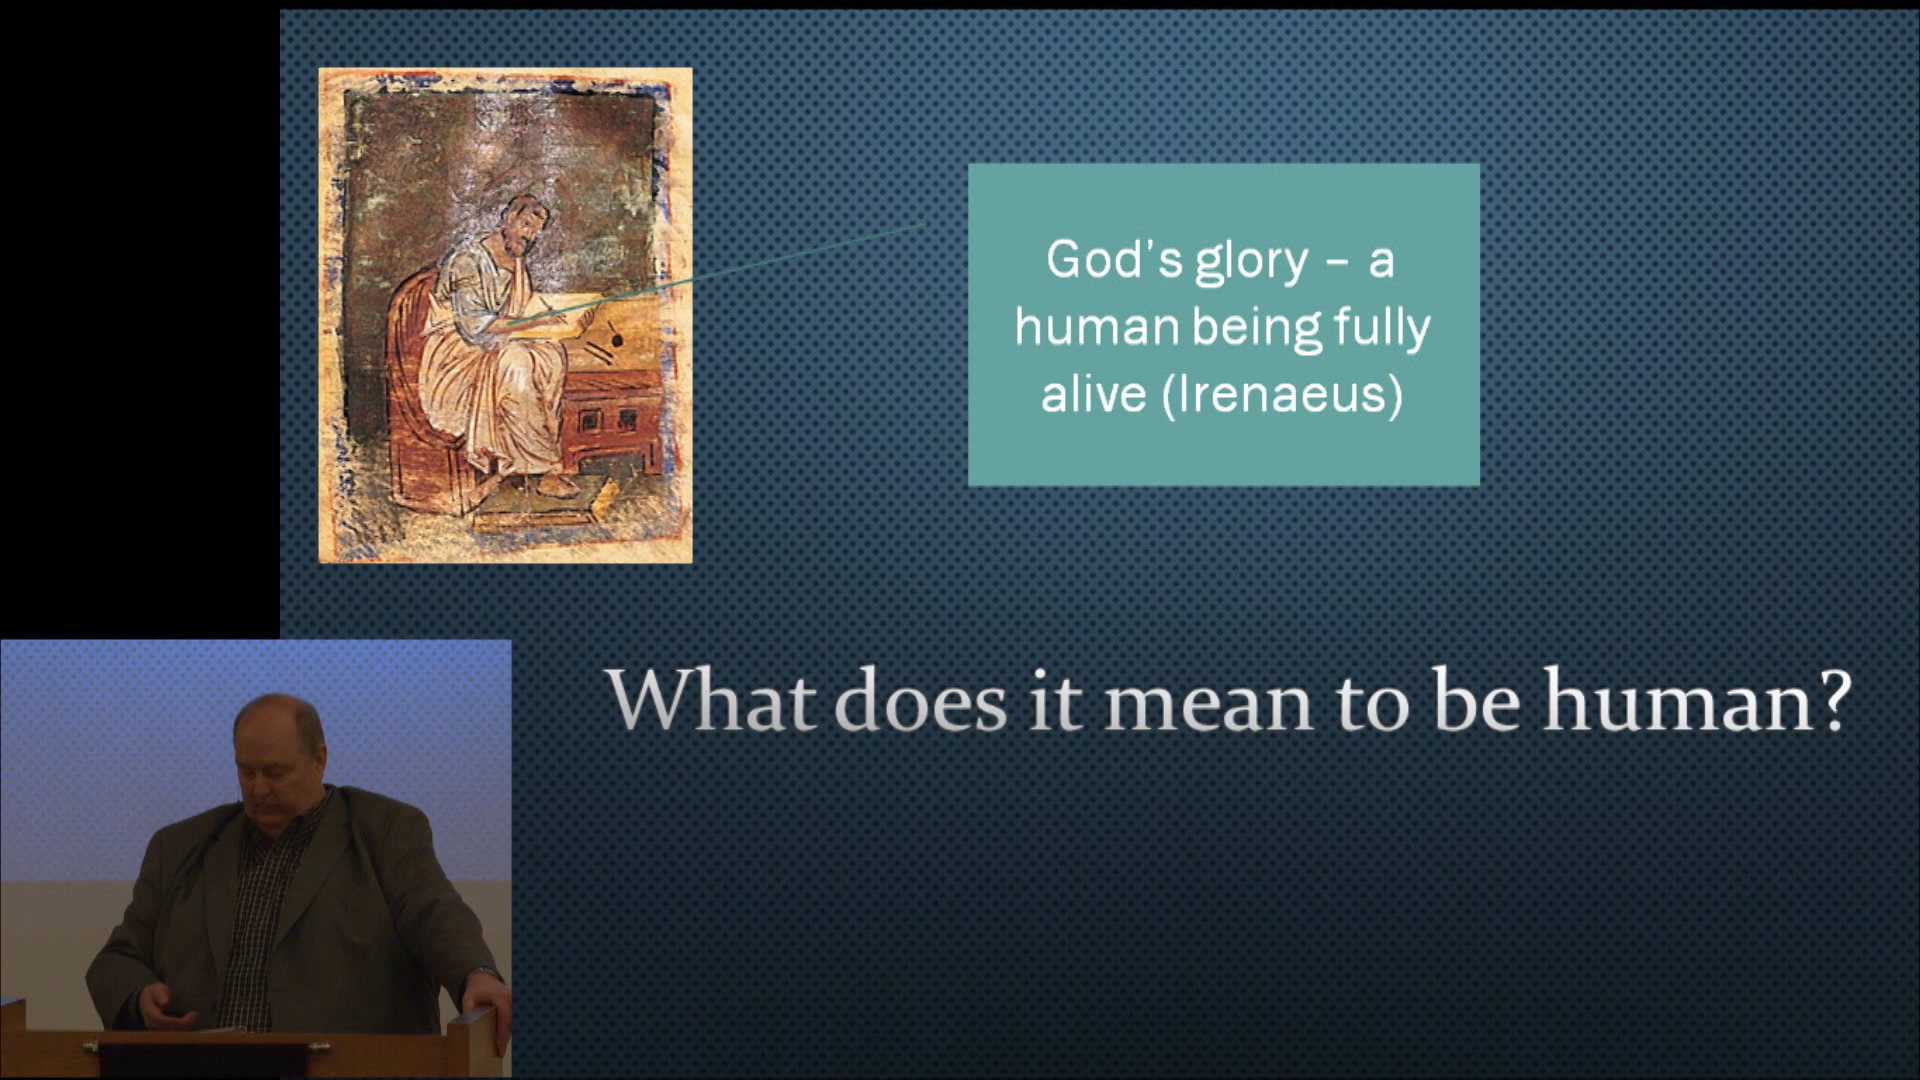 God's glory – a
human being fully
alive (Irenaeus)
What does it mean to be human?